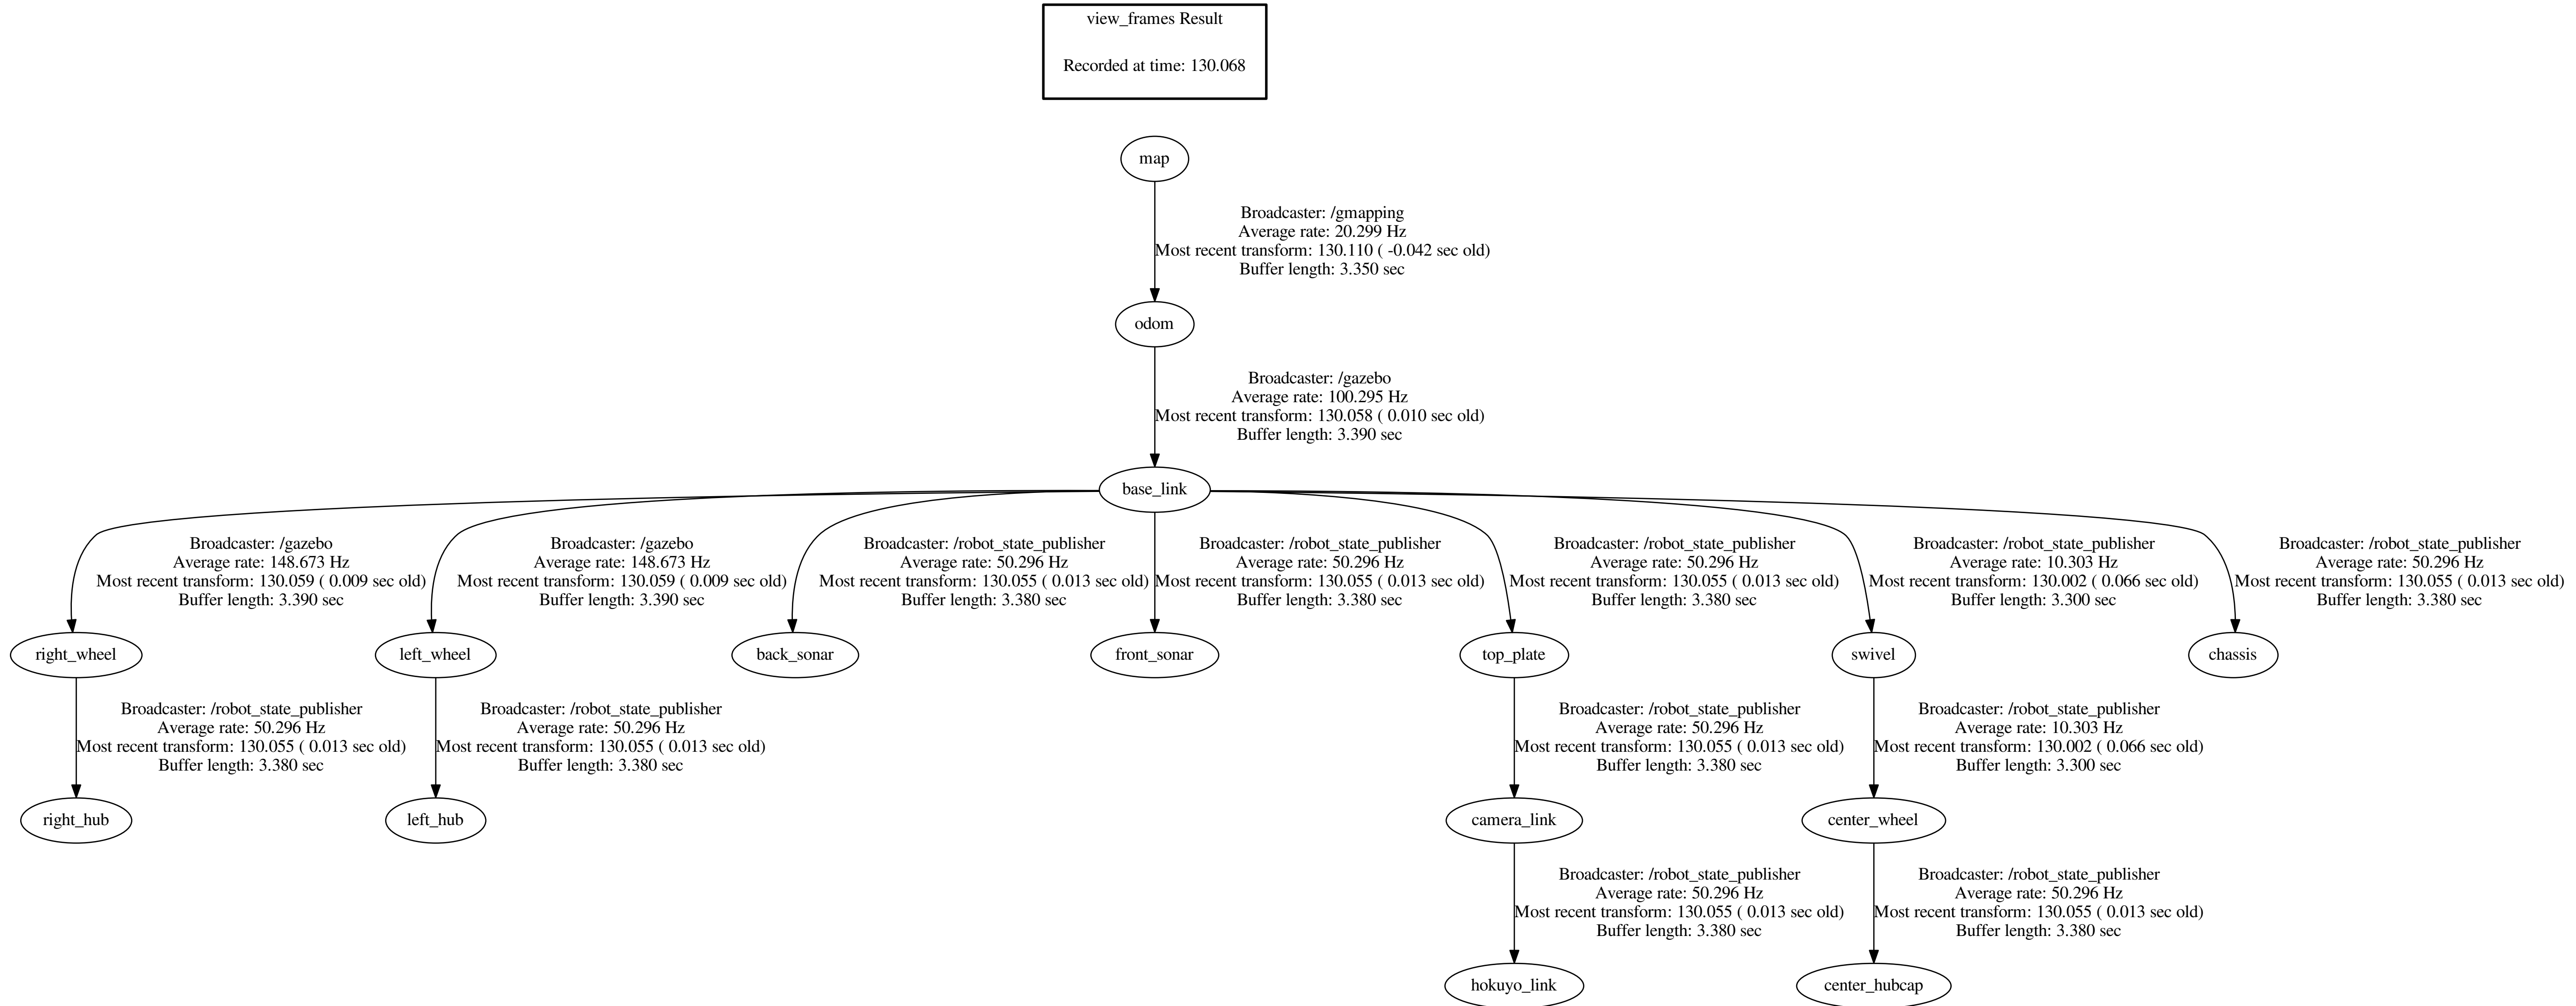 view_frames Result
Recorded at time: 130.068
map
Broadcaster: /gmapping
Average rate: 20.299 Hz
Most recent transform: 130.110 ( -0.042 sec old)
Buffer length: 3.350 sec
odom
Broadcaster: /gazebo
Average rate: 100.295 Hz
Most recent transform: 130.058 ( 0.010 sec old)
Buffer length: 3.390 sec
base_link
Broadcaster: /gazebo
Average rate: 148.673 Hz
Most recent transform: 130.059 ( 0.009 sec old)
Buffer length: 3.390 sec
Broadcaster: /gazebo
Average rate: 148.673 Hz
Most recent transform: 130.059 ( 0.009 sec old)
Buffer length: 3.390 sec
Broadcaster: /robot_state_publisher
Average rate: 50.296 Hz
Most recent transform: 130.055 ( 0.013 sec old)
Buffer length: 3.380 sec
Broadcaster: /robot_state_publisher
Average rate: 50.296 Hz
Most recent transform: 130.055 ( 0.013 sec old)
Buffer length: 3.380 sec
Broadcaster: /robot_state_publisher
Average rate: 50.296 Hz
Most recent transform: 130.055 ( 0.013 sec old)
Buffer length: 3.380 sec
Broadcaster: /robot_state_publisher
Average rate: 10.303 Hz
Most recent transform: 130.002 ( 0.066 sec old)
Buffer length: 3.300 sec
Broadcaster: /robot_state_publisher
Average rate: 50.296 Hz
Most recent transform: 130.055 ( 0.013 sec old)
Buffer length: 3.380 sec
right_wheel
left_wheel
back_sonar
front_sonar
top_plate
swivel
chassis
Broadcaster: /robot_state_publisher
Average rate: 50.296 Hz
Most recent transform: 130.055 ( 0.013 sec old)
Buffer length: 3.380 sec
Broadcaster: /robot_state_publisher
Average rate: 50.296 Hz
Most recent transform: 130.055 ( 0.013 sec old)
Buffer length: 3.380 sec
Broadcaster: /robot_state_publisher
Average rate: 50.296 Hz
Most recent transform: 130.055 ( 0.013 sec old)
Buffer length: 3.380 sec
Broadcaster: /robot_state_publisher
Average rate: 10.303 Hz
Most recent transform: 130.002 ( 0.066 sec old)
Buffer length: 3.300 sec
right_hub
left_hub
camera_link
center_wheel
Broadcaster: /robot_state_publisher
Average rate: 50.296 Hz
Most recent transform: 130.055 ( 0.013 sec old)
Buffer length: 3.380 sec
Broadcaster: /robot_state_publisher
Average rate: 50.296 Hz
Most recent transform: 130.055 ( 0.013 sec old)
Buffer length: 3.380 sec
hokuyo_link
center_hubcap